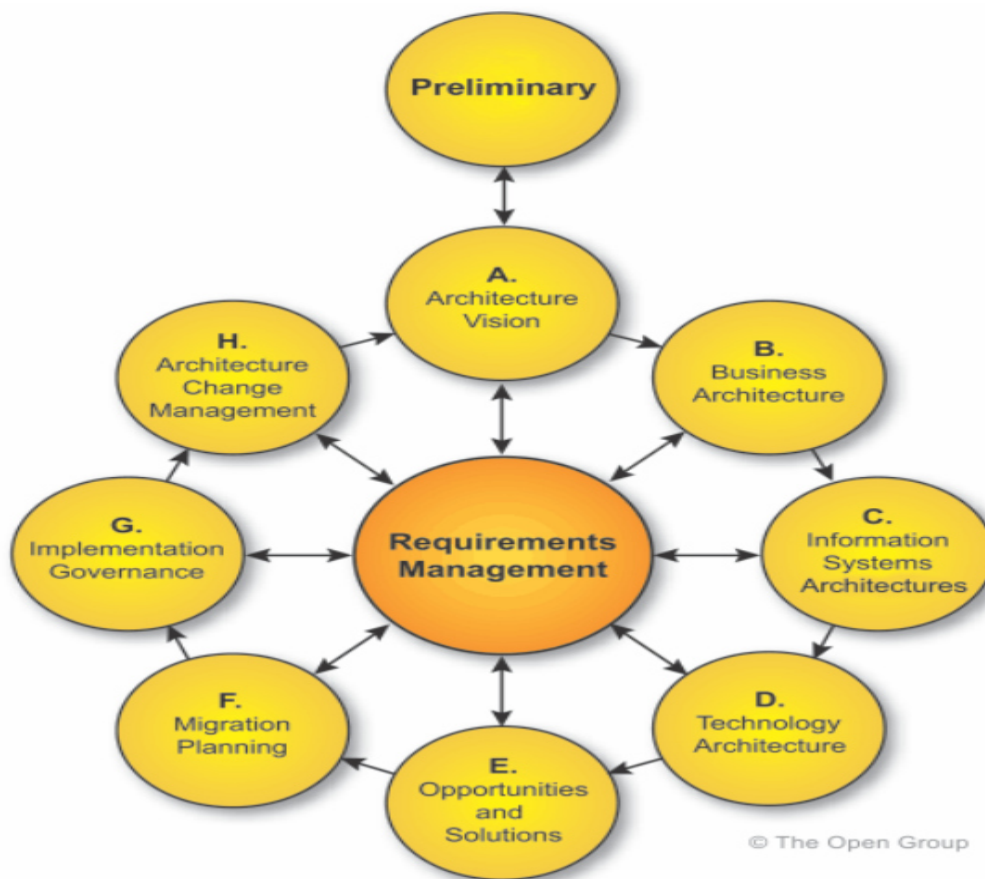 Preliminary
A.
Architecture
Vision
B.
Business
Architecture
C.
Information
Systems
Architectures
D.
Technology
Architecture
E.
Opportunities
and
Solutions
F.
Migration
Planning
G.
Implementation
Governance
H.
Architecture
Change
Management
Requirements
Management
© The Open Group